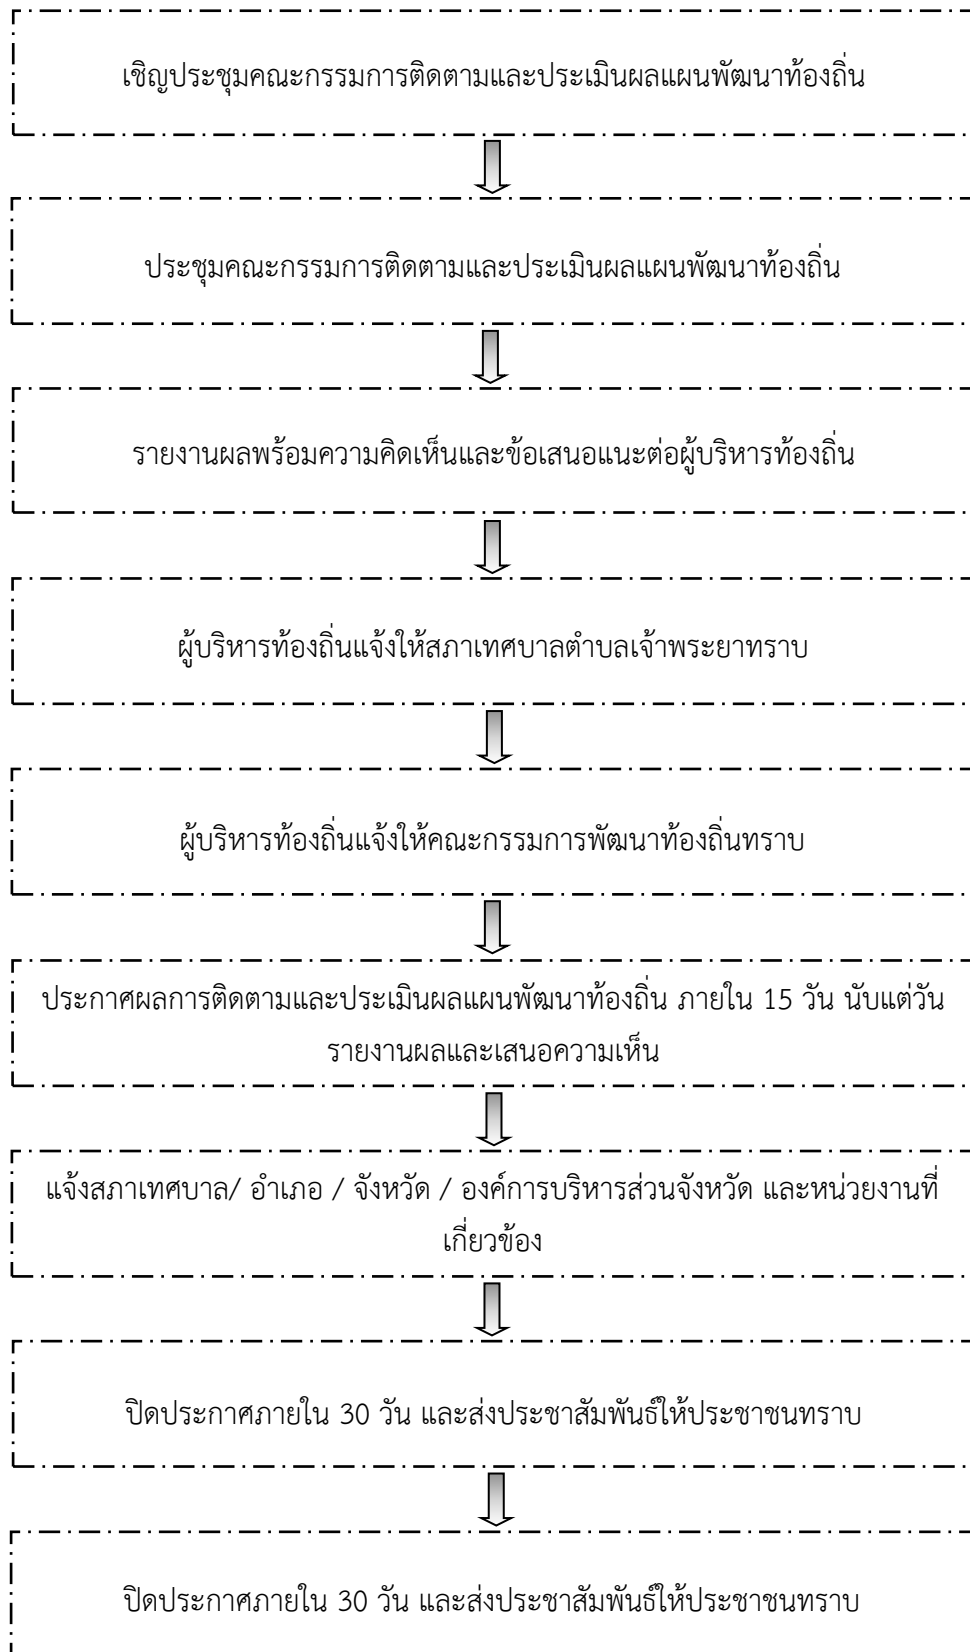 เชิญประชุมคณะกรรมการติดตามและประเมินผลแผนพัฒนาท้องถิ่น
ประชุมคณะกรรมการติดตามและประเมินผลแผนพัฒนาท้องถิ่น
รายงานผลพร้อมความคิดเห็นและข้อเสนอแนะต่อผู้บริหารท้องถิ่น
ผู้บริหารท้องถิ่นแจ้งให้สภาเทศบาลตำบลเจ้าพระยาทราบ
ผู้บริหารท้องถิ่นแจ้งให้คณะกรรมการพัฒนาท้องถิ่นทราบ
ประกาศผลการติดตามและประเมินผลแผนพัฒนาท้องถิ่น ภายใน 15 วัน นับแต่วัน
รายงานผลและเสนอความเห็น
แจ้งสภาเทศบาล/ อำเภอ / จังหวัด / องค์การบริหารส่วนจังหวัด และหน่วยงานที่
เกี่ยวข้อง
ปิดประกาศภายใน 30 วัน และส่งประชาสัมพันธ์ให้ประชาชนทราบ
ปิดประกาศภายใน 30 วัน และส่งประชาสัมพันธ์ให้ประชาชนทราบ